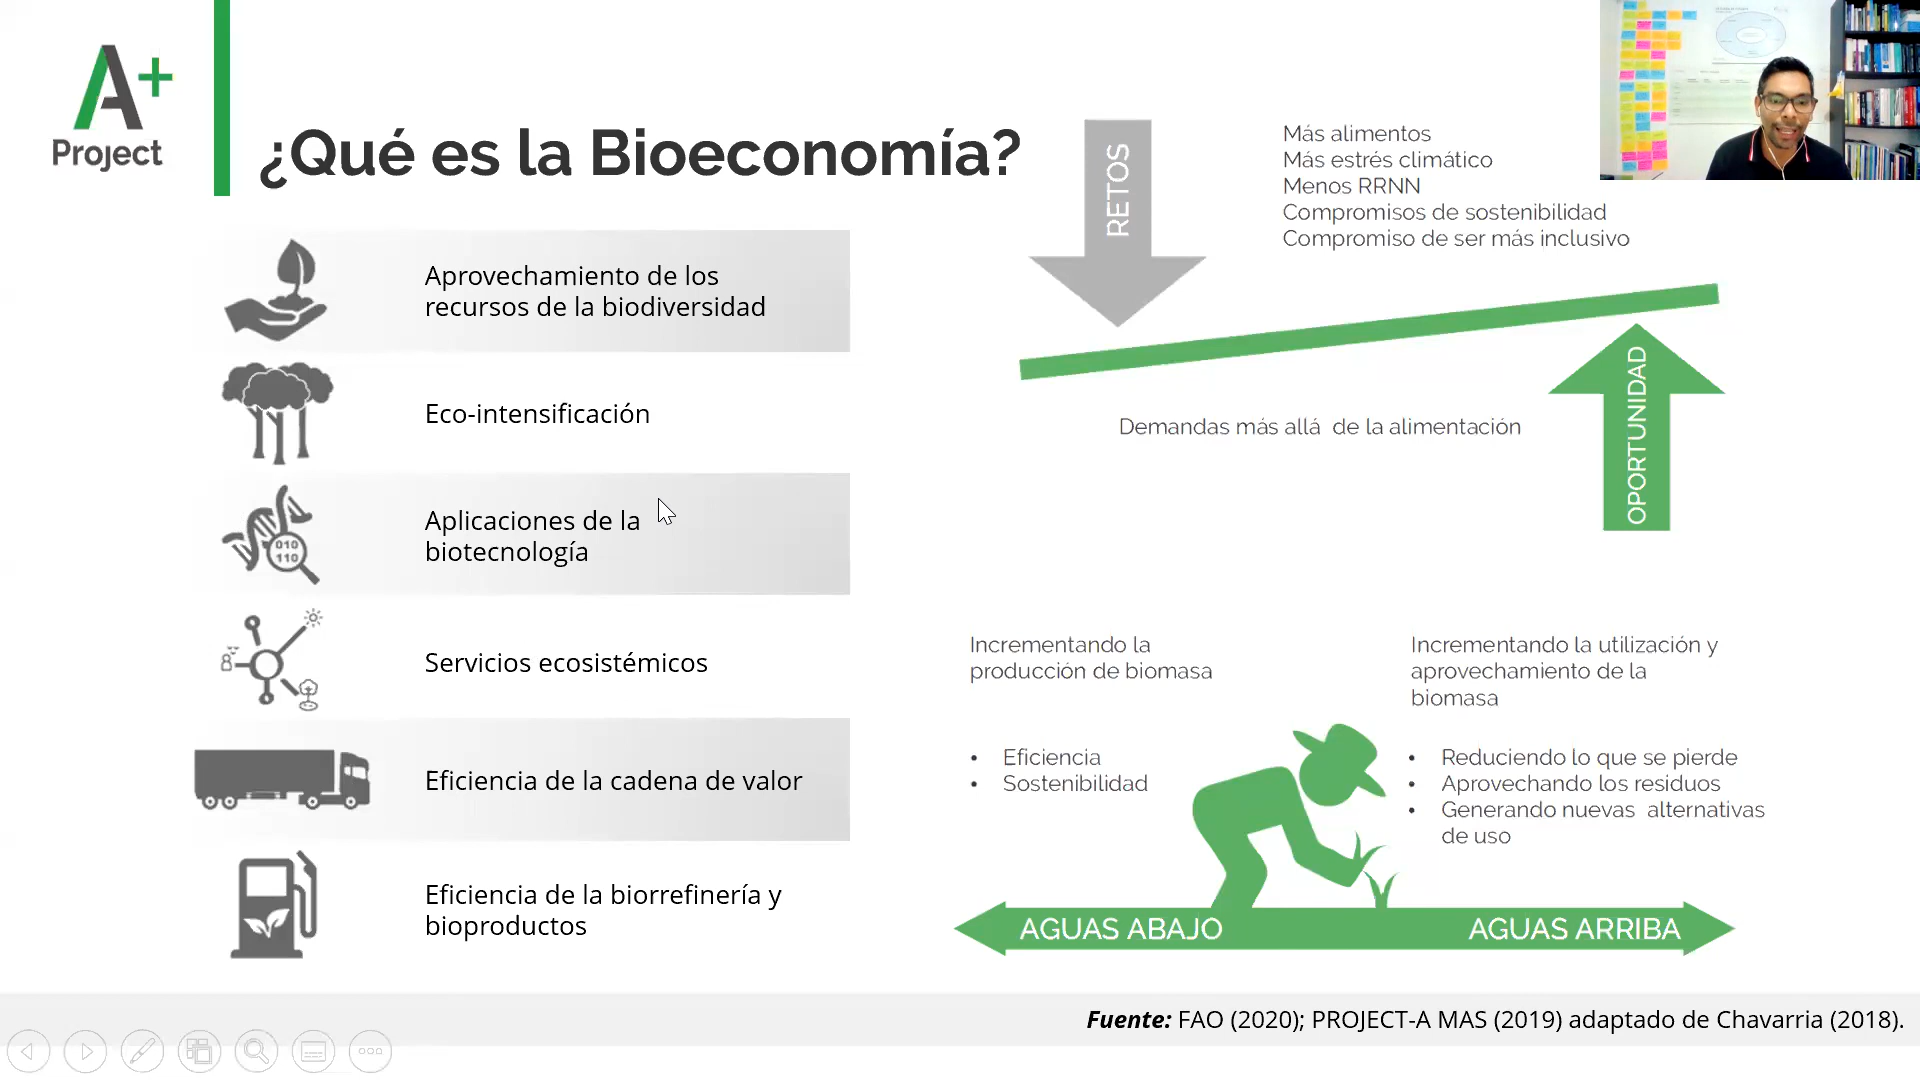 A+
Project
¿Qué es la Bioeconomía?
Aprovechamiento de los
recursos de la biodiversidad
Eco-intensificación
Aplicaciones de la
biotecnología
010
110
Servicios ecosistémicos
Eficiencia de la cadena de valor
Eficiencia de la biorrefinería y
bioproductos
RETOS
Más alimentos
Más estrés climático
Menos RRNN
Compromisos de sostenibilidad
Compromiso de ser más inclusivo
Demandas más allá de la alimentación
OPORTUNIDAD
Incrementando la
producción de biomasa
• Eficiencia
• Sostenibilidad
Incrementando la utilización y
aprovechamiento de la
biomasa
• Reduciendo lo que se pierde
• Aprovechando los residuos
• Generando nuevas alternativas
de uso
AGUAS ABAJO
AGUAS ARRIBA
Fuente: FAO (2020); PROJECT-A MAS (2019) adaptado de Chavarria (2018).